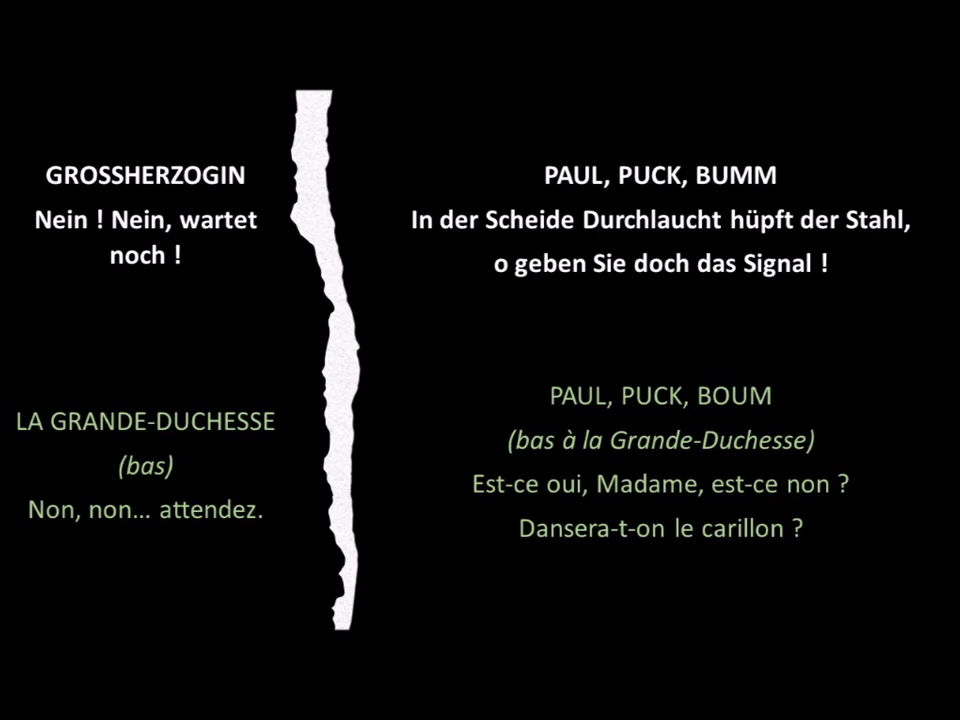 GROSSHERZOGIN
Nein ! Nein, wartet
noch !
PAUL, PUCK, BUMM
In der Scheide Durchlaucht hüpft der Stahl,
o geben Sie doch das Signal !
LA GRANDE-DUCHESSE
(bas)
Non, non... attendez.
PAUL, PUCK, BOUM
(bas à la Grande-Duchesse)
Est-ce oui, Madame, est-ce non ?
Dansera-t-on le carillon ?